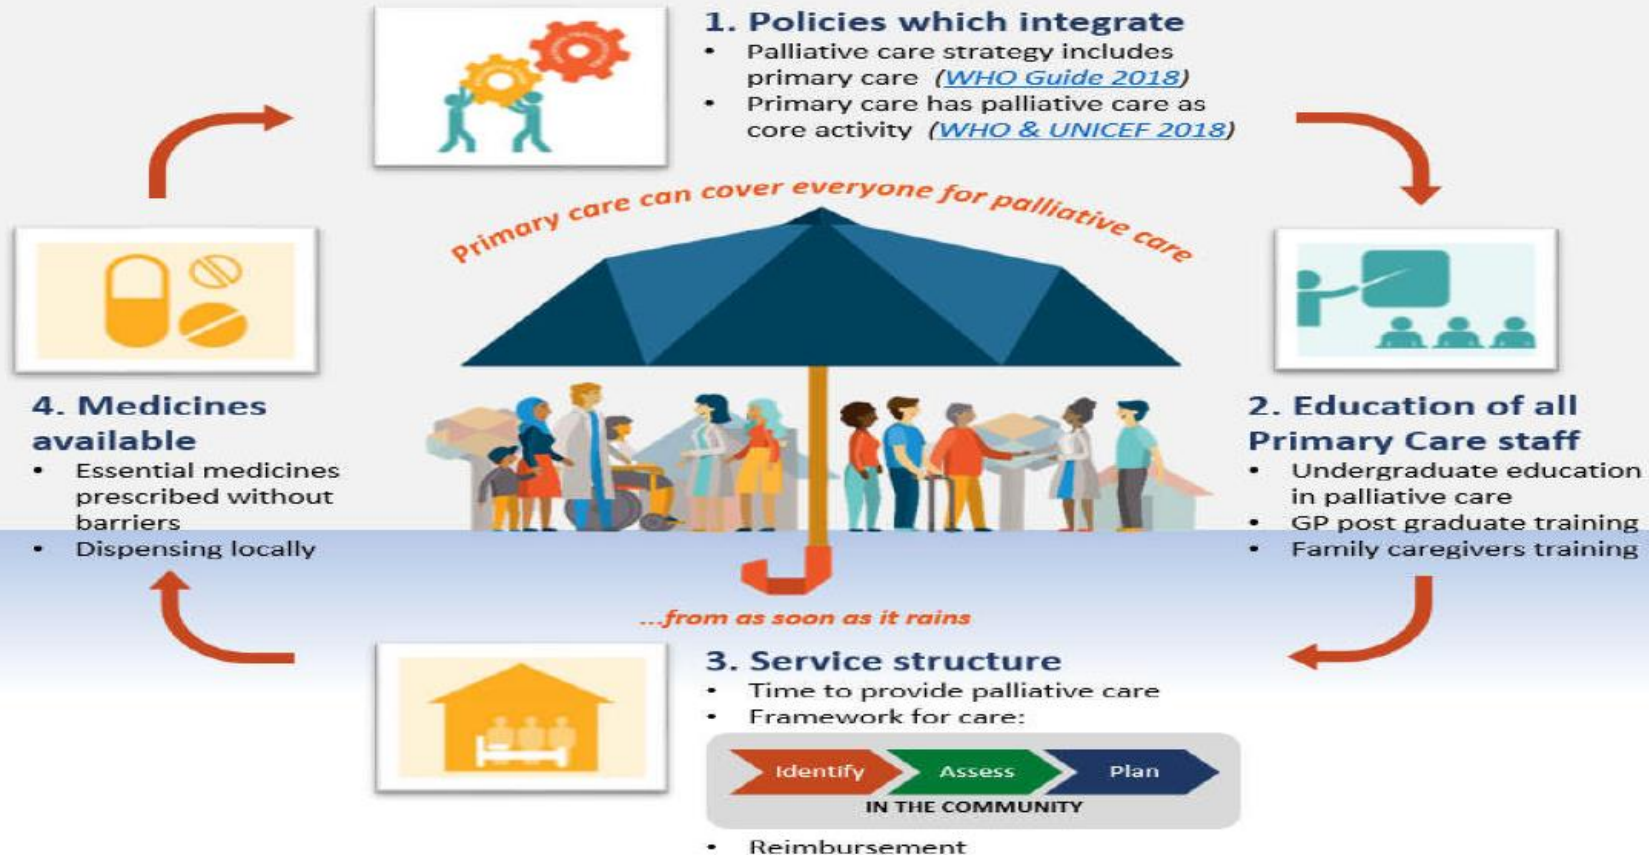 1. Policies which integrate
• Palliative care strategy includes
primary care (WHO Guide 2018)
• Primary care has palliative care as
core activity (WHO & UNICEF 2018)
Primary care can cover everyone for palliative care
2. Education of all
Primary Care staff
• Undergraduate education
in palliative care
• GP post graduate training
• Family caregivers training
...from as soon as it rains
3. Service structure
• Time to provide palliative care
• Framework for care:
Identify Assess Plan
IN THE COMMUNITY
• Reimbursement
4. Medicines
available
• Essential medicines
prescribed without
barriers
• Dispensing locally